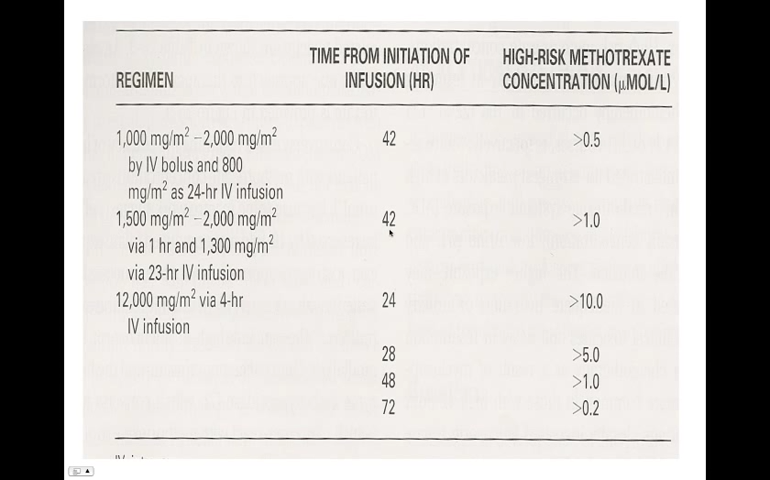 TIME FROM INITIATION OF HIGH-RISK METHOTREXATE
REGIMEN INFUSION (HR) CONCENTRATION (µMOL/L)
1,000 mg/m² –2,000 mg/m² 42 >0.5
by IV bolus and 800
mg/m² as 24-hr IV infusion
1,500 mg/m² –2,000 mg/m² 42 >1.0
via 1 hr and 1,300 mg/m²
via 23-hr IV infusion
12,000 mg/m² via 4-hr 24 >10.0
IV infusion
28 >5.0
48 >1.0
72 >0.2